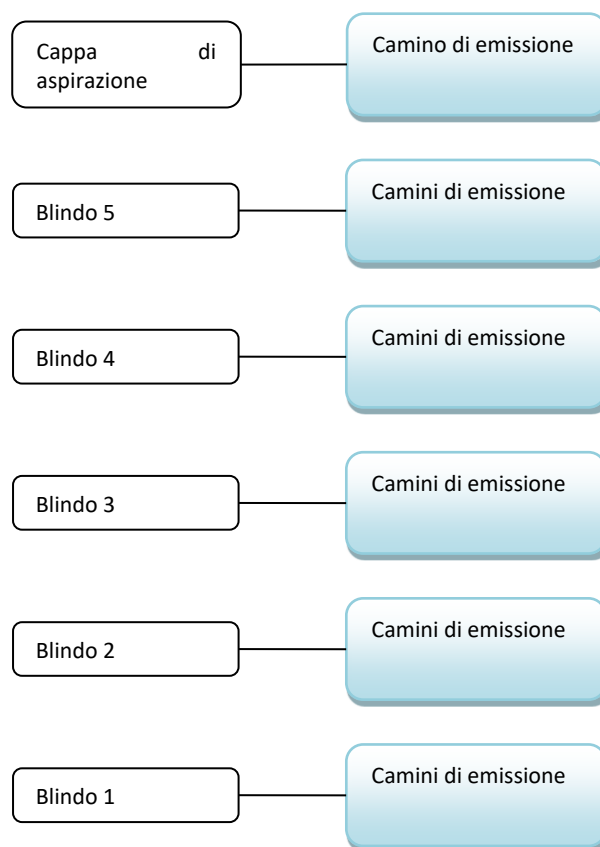 Cappa di
aspirazione
Camino di emissione
Blindo 5
Camini di emissione
Blindo 4
Camini di emissione
Blindo 3
Camini di emissione
Blindo 2
Camini di emissione
Blindo 1
Camini di emissione